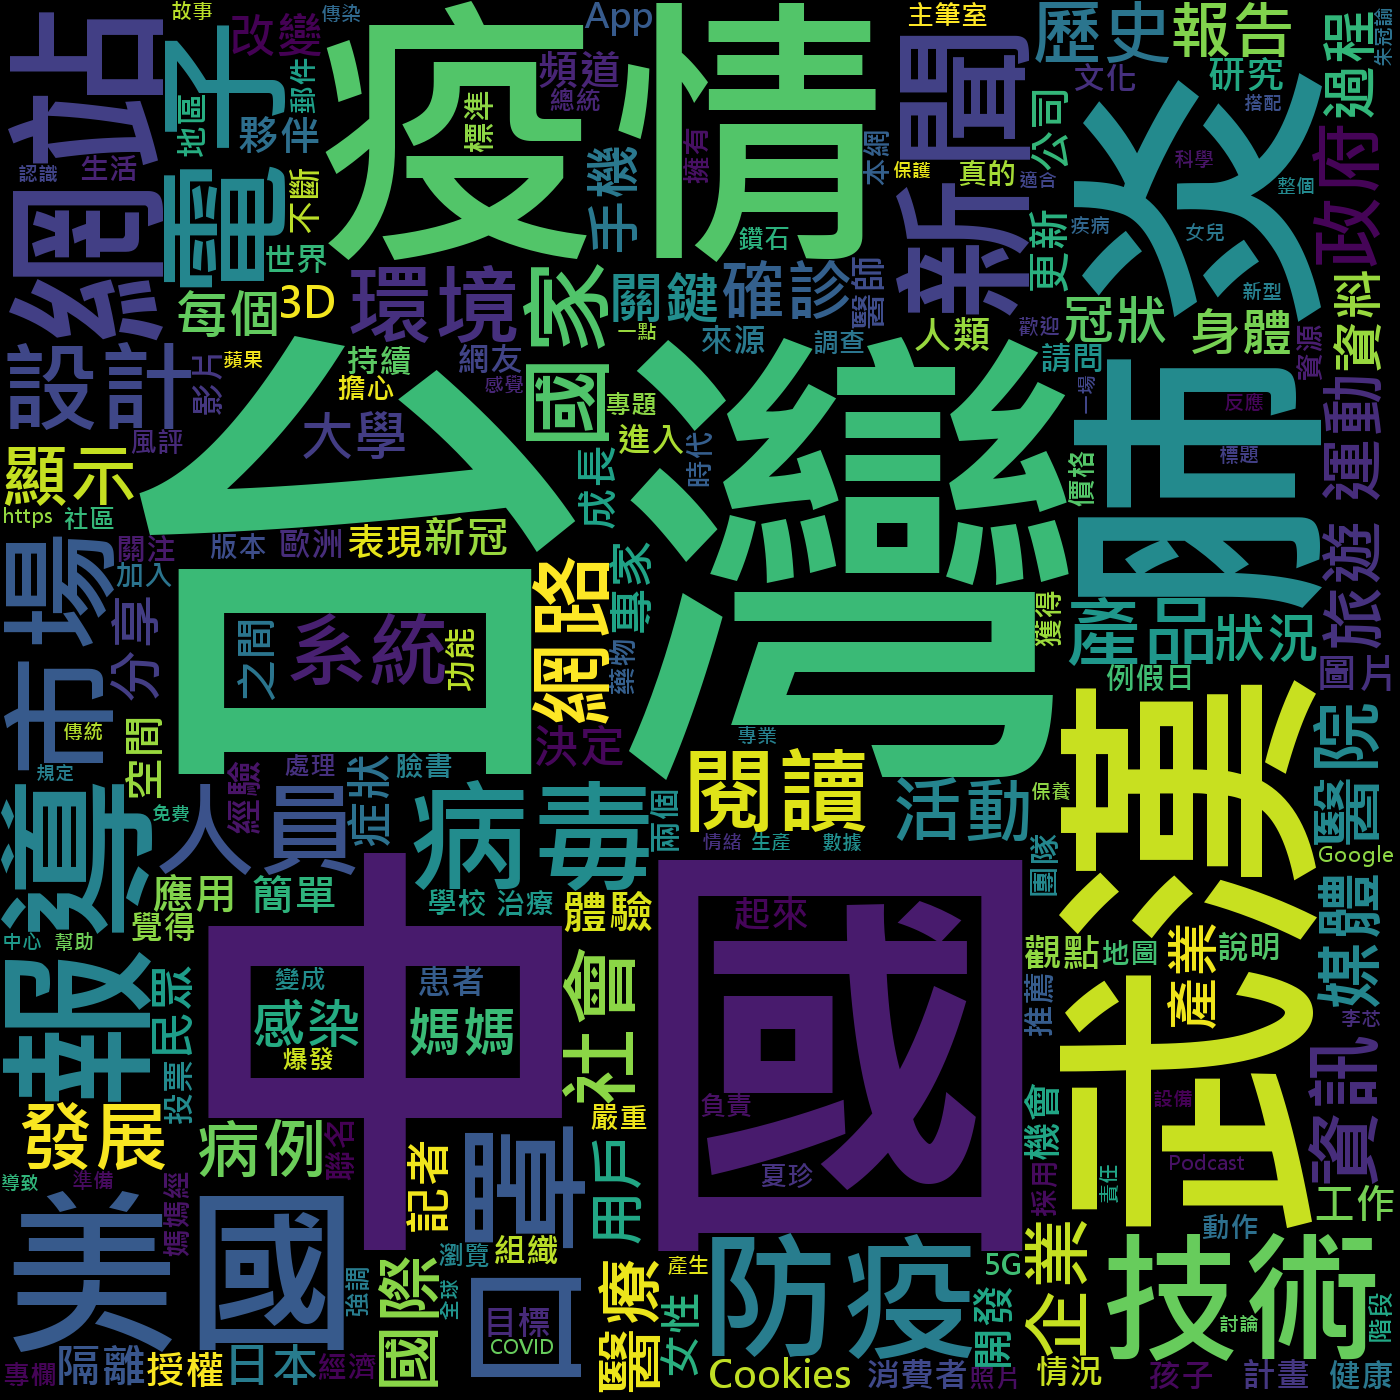 故事
傳染
App
主筆室
歷史
報告
朱冠諭
網站
電子
改變
郵件
疫情
頻道
總統
標準
新聞
文化
研究
搭配
過程
地區
夥伴
手機
擁有
本網
保護
真的
適合
公司
肺炎
科學
政府
認識
生活
不斷
整個
疾病
世界
鑽石
更新
女兒
每個
3D
環境
國家
關鍵
確診
醫師
新型
設計
影片
蘋果
持續
網友
一點
來源
調查
人類
歡迎
冠狀
身體
資源
資料
擔心
感覺
請問
一場
大學
專題
反應
運動
風評
進入
時代
台灣
顯示
成長
價格
標題
https
社區
關注
版本
歐洲
表現
新冠
市場
加入
網路
專家
旅遊
分享
之間
系統
功能
藥物
獲得
產品
狀況
圖片
例假日
武漢
傳統
空間
決定
專業
醫院
規定
經驗
處理
症狀
臉書
閱讀
活動
保養
免費
人員
病毒
兩個
情緒
生產
數據
團隊
Google
報導
應用
簡單
學校
治療
體驗
起來
媒體
覺得
中心
幫助
觀點
地圖
產業
說明
中國
變成
患者
社會
民眾
感染
媽媽
推薦
李芯
爆發
投票
負責
設備
資訊
發展
病例
聯名
記者
口罩
嚴重
用戶
夏珍
機會
Podcast
導致
準備
媽媽經
採用
責任
工作
美國
瀏覽
組織
動作
國際
強調
全球
產生
醫療
防疫
5G
企業
技術
目標
女性
開發
討論
階段
COVID
專欄
隔離
授權
日本
經濟
Cookies
消費者
照片
情況
孩子
計畫
健康